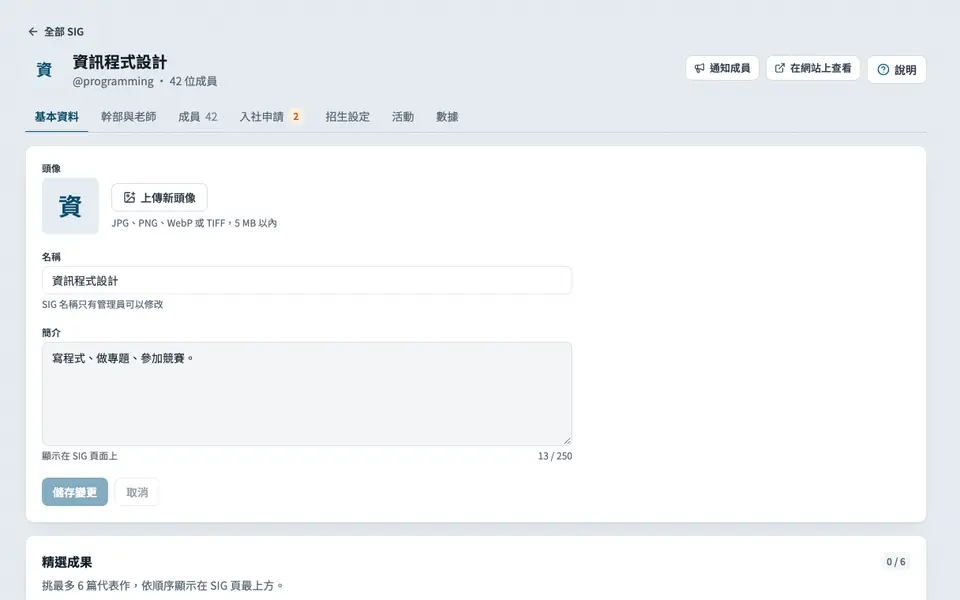 ← 全部 SIG
資
資訊程式設計
@programming · 42 位成員
通知成員
在網站上查看
說明
基本資料
幹部與老師
成員 42
入社申請 2
招生設定
活動
數據
頭像
資
上傳新頭像
JPG、PNG、WebP 或 TIFF，5 MB 以內
名稱
資訊程式設計
SIG 名稱只有管理員可以修改
簡介
寫程式、做專題、參加競賽。
顯示在 SIG 頁面上
13 / 250
儲存變更
取消
精選成果
0 / 6
挑最多 6 篇代表作，依順序顯示在 SIG 頁最上方。